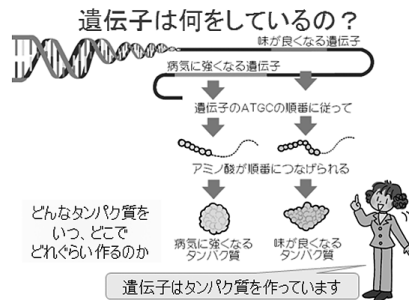 遺伝子は何をしているの？
味が良くなる遺伝子
病気に強くなる遺伝子
遺伝子のATGCの順番に従って
アミノ酸が順番につなげられる
どんなタンパク質を
いつ、どこで
どれぐらい作るのか
病気に強くなる
タンパク質
味が良くなる
タンパク質
遺伝子はタンパク質を作っています